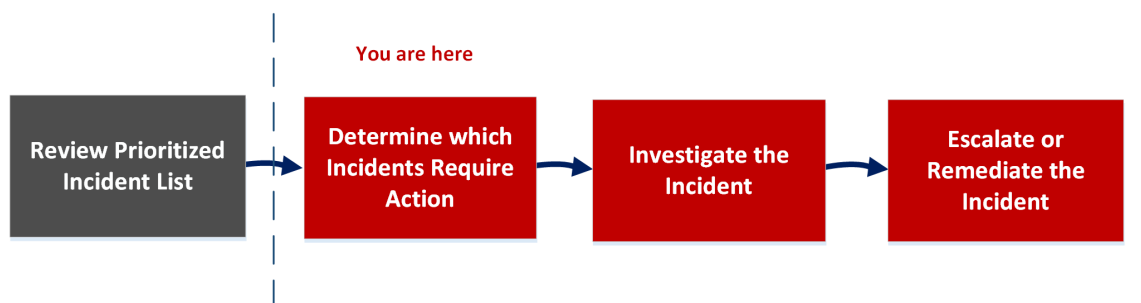 You are here
Review Prioritized
Incident List
Determine which
Incidents Require
Action
Investigate the
Incident
Escalate or
Remediate the
Incident